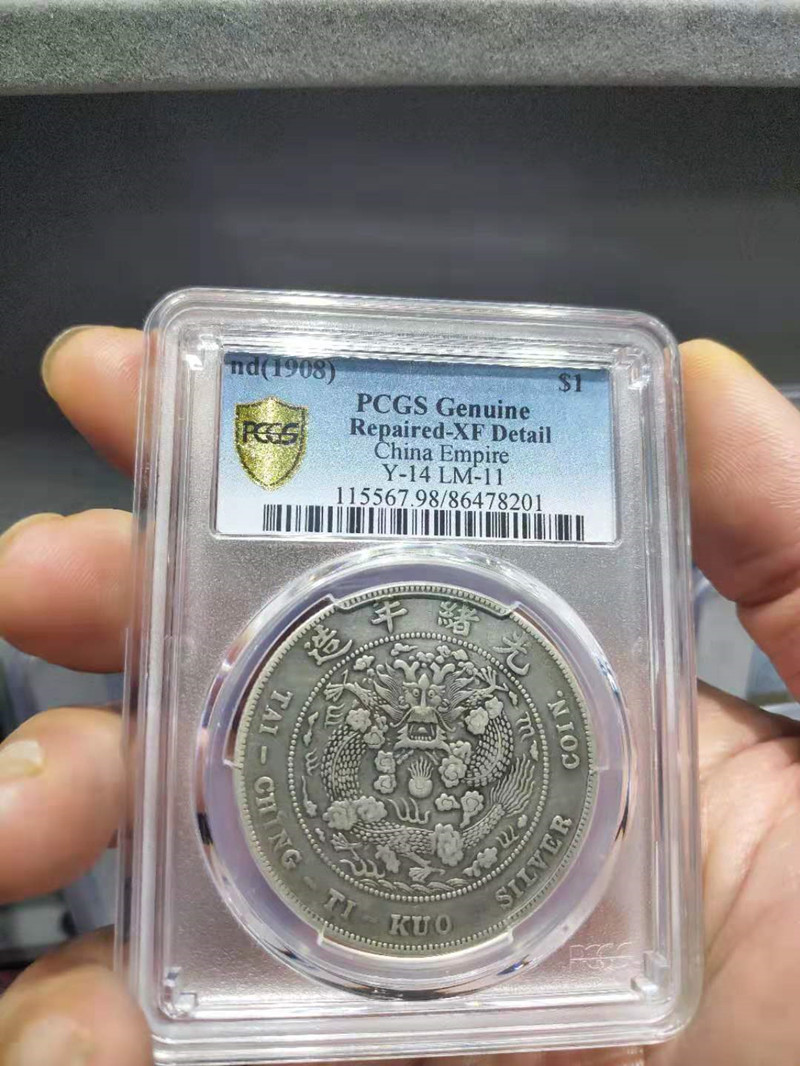 nd(1908)
$1
PCGS Genuine
Repaired-XF Detail
China Empire
Y-14 LM-11
115567.98/86478201
PCGS
造年緒光
TAI-CHING-TI-KUO SILVER COIN.
PCGS